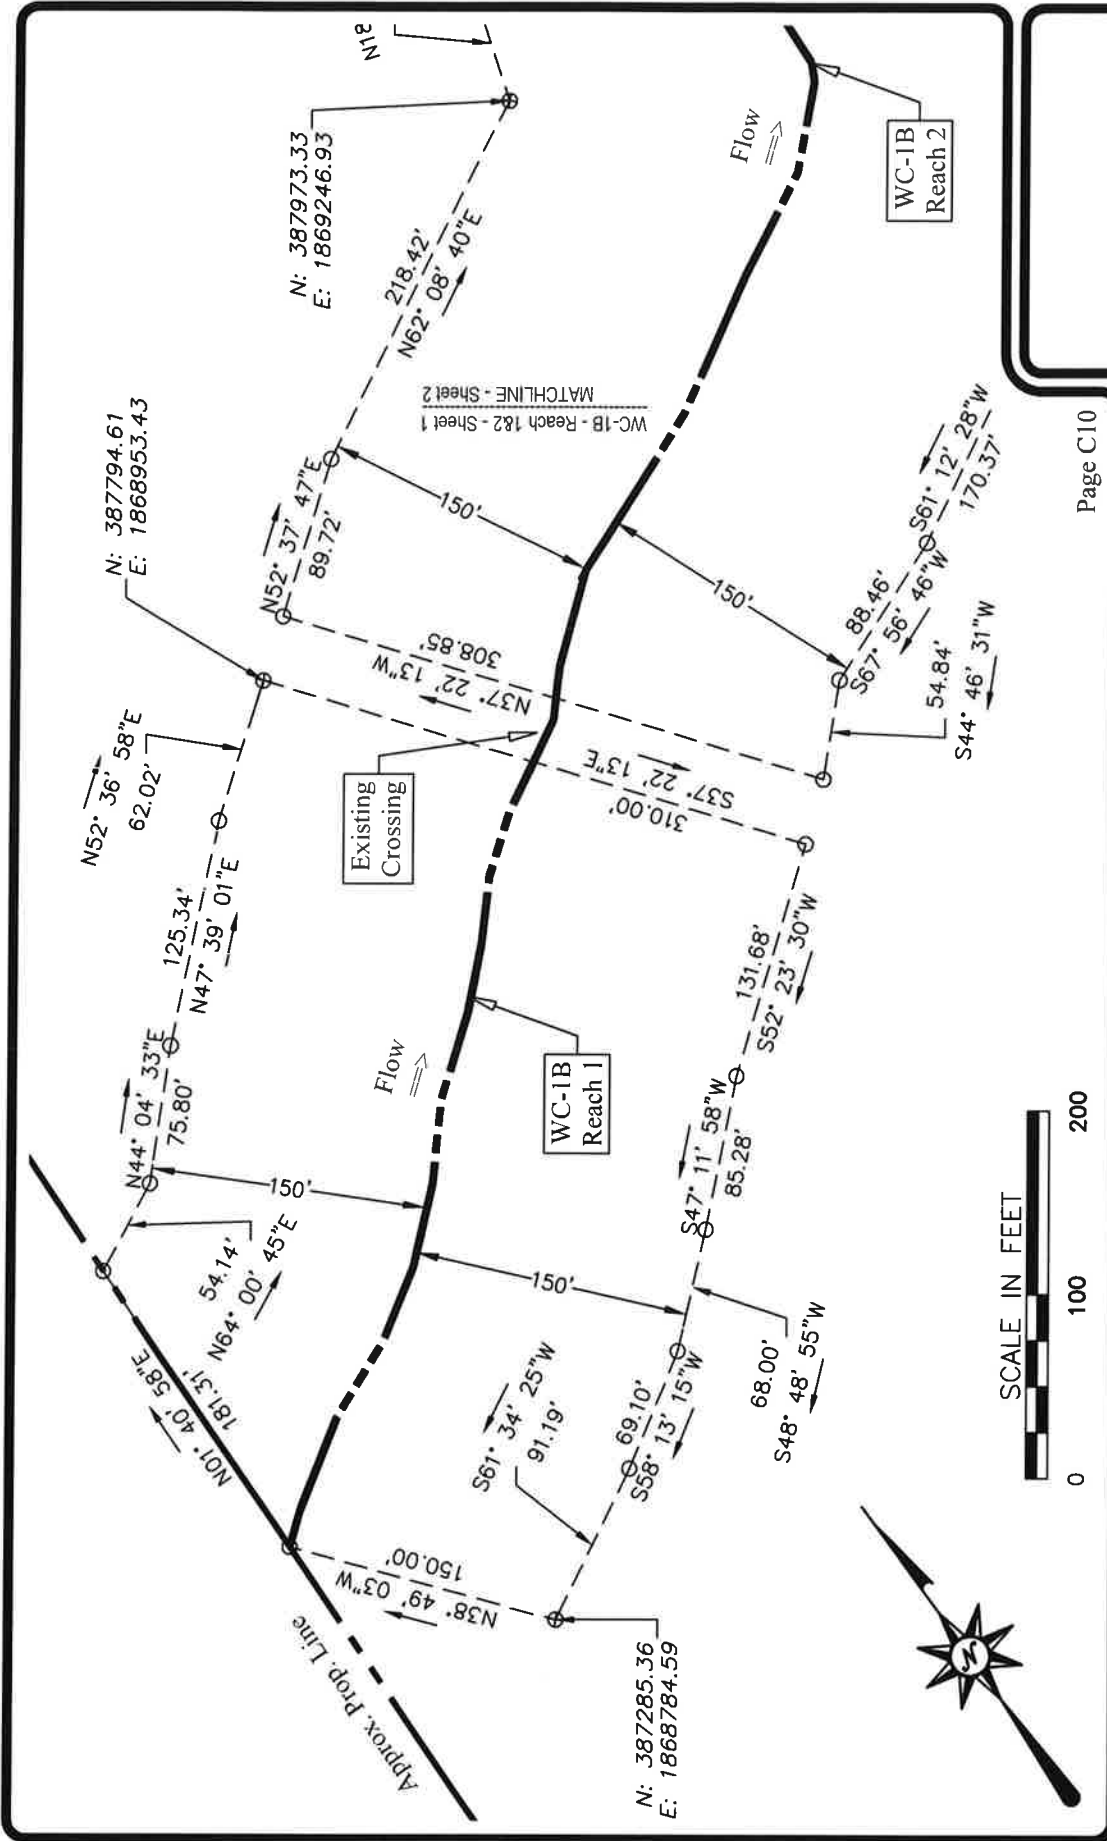 N18
N: 387973.33
E: 1869246.93
218.42'
N62° 08' 40"E
Flow
WC-1B
Reach 2
N: 387794.61
E: 1868953.43
N52° 37' 47"E
89.72'
WC-1B - Reach 1&2 - Sheet 1
MATCHLINE - Sheet 2
150'
150'
S61° 12' 28"W
170.37'
88.46'
S67° 56' 46"W
54.84'
S44° 46' 31"W
N37° 22' 13"W
308.85'
S37° 22' 13"E
310.00'
N52° 36' 58"E
62.02'
Existing
Crossing
125.34'
N47° 39' 01"E
N44° 04' 33"E
75.80'
Flow
WC-1B
Reach 1
131.68'
S52° 23' 30"W
S47° 11' 58"W
85.28'
150'
150'
54.14'
N64° 00' 45"E
N01° 40' 58"E
181.31'
68.00'
S48° 48' 55"W
69.10'
S58° 13' 15"W
S61° 34' 25"W
91.19'
N38° 49' 03"W
150.00'
Approx. Prop. Line
N: 387285.36
E: 1868784.59
N
SCALE IN FEET
0 100 200
Page C10